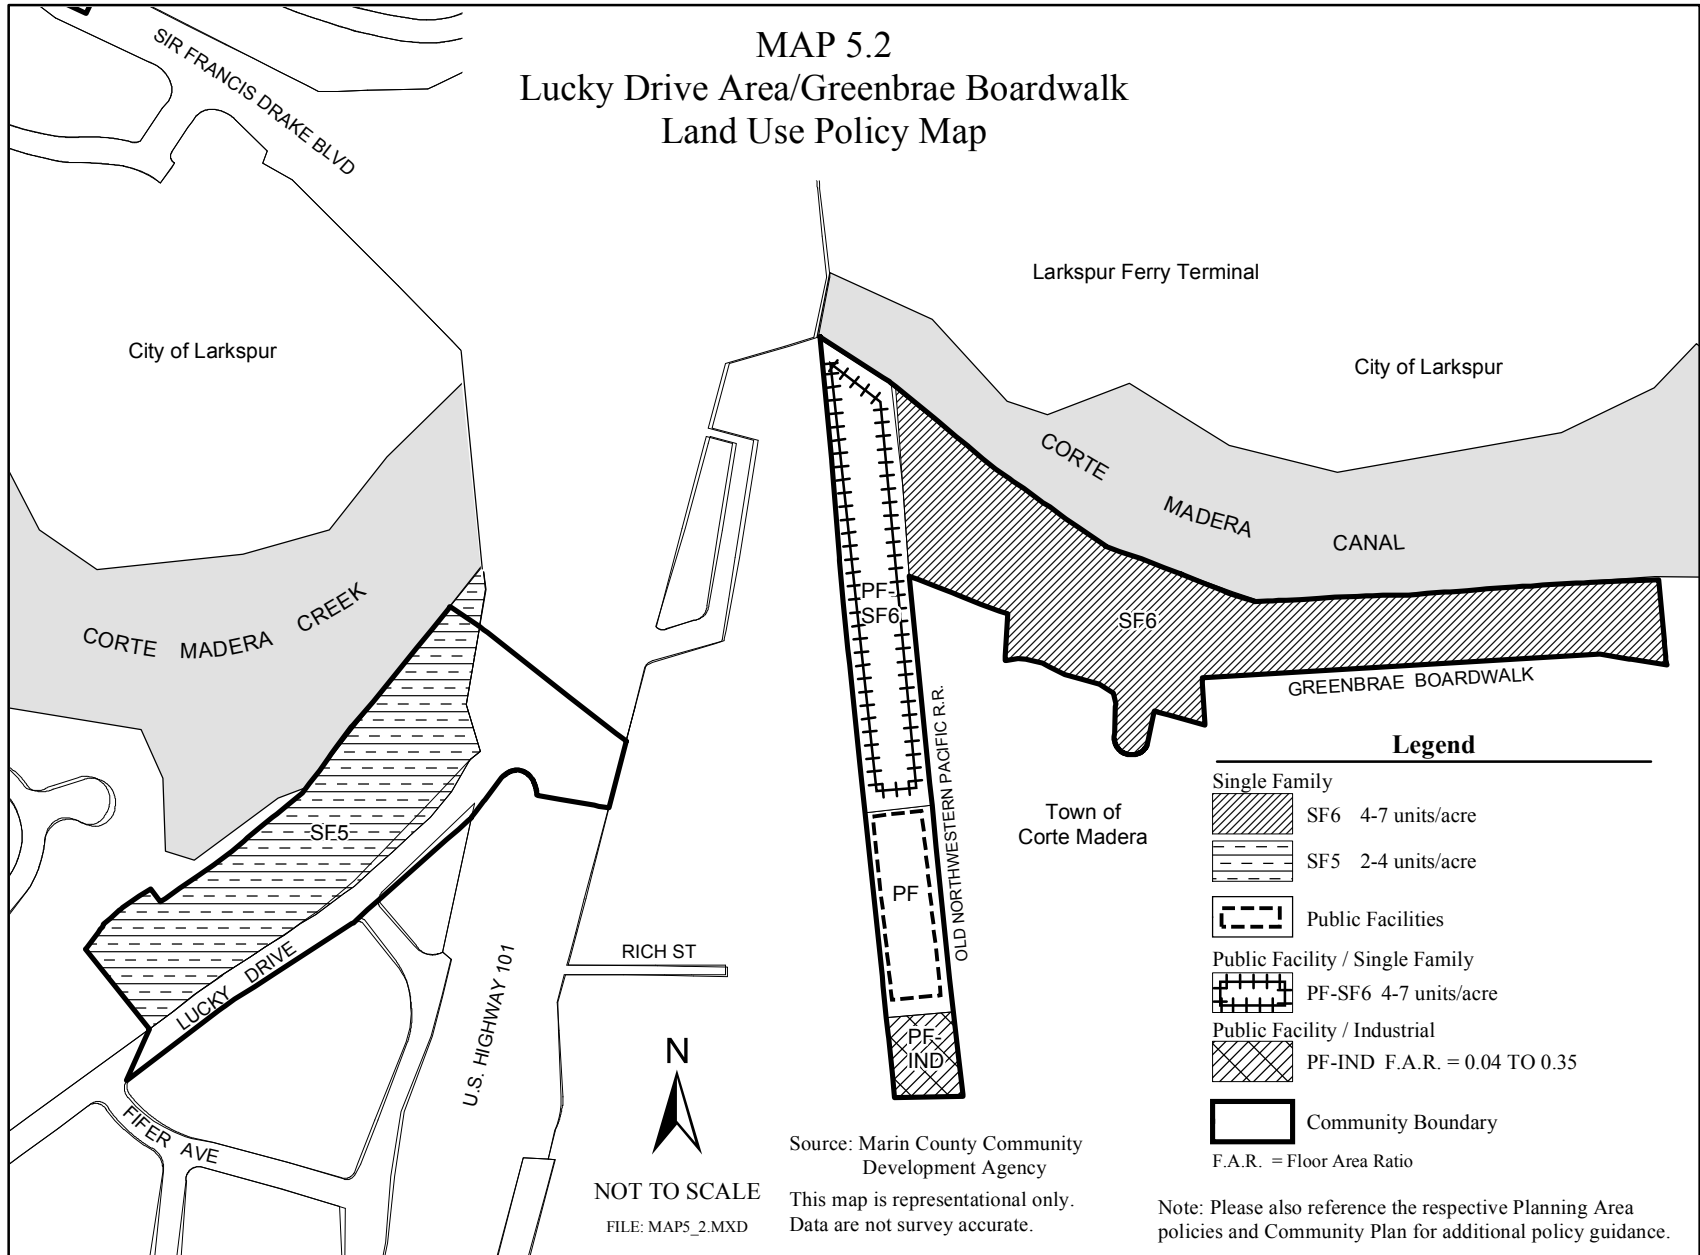 MAP 5.2
Lucky Drive Area/Greenbrae Boardwalk
Land Use Policy Map
SIR FRANCIS DRAKE BLVD
Larkspur Ferry Terminal
City of Larkspur
City of Larkspur
CORTE MADERA CANAL
CORTE MADERA CREEK
PF-
SF6
SF6
GREENBRAE BOARDWALK
OLD NORTHWESTERN PACIFIC R.R.
Town of
Corte Madera
SF5
PF
LUCKY DRIVE
RICH ST
U.S. HIGHWAY 101
PF-
IND
FIFER AVE
N
NOT TO SCALE
FILE: MAP5_2.MXD
Source: Marin County Community
Development Agency
This map is representational only.
Data are not survey accurate.
Legend
Single Family
SF6 4-7 units/acre
SF5 2-4 units/acre
Public Facilities
Public Facility / Single Family
PF-SF6 4-7 units/acre
Public Facility / Industrial
PF-IND F.A.R. = 0.04 TO 0.35
Community Boundary
F.A.R. = Floor Area Ratio
Note: Please also reference the respective Planning Area
policies and Community Plan for additional policy guidance.